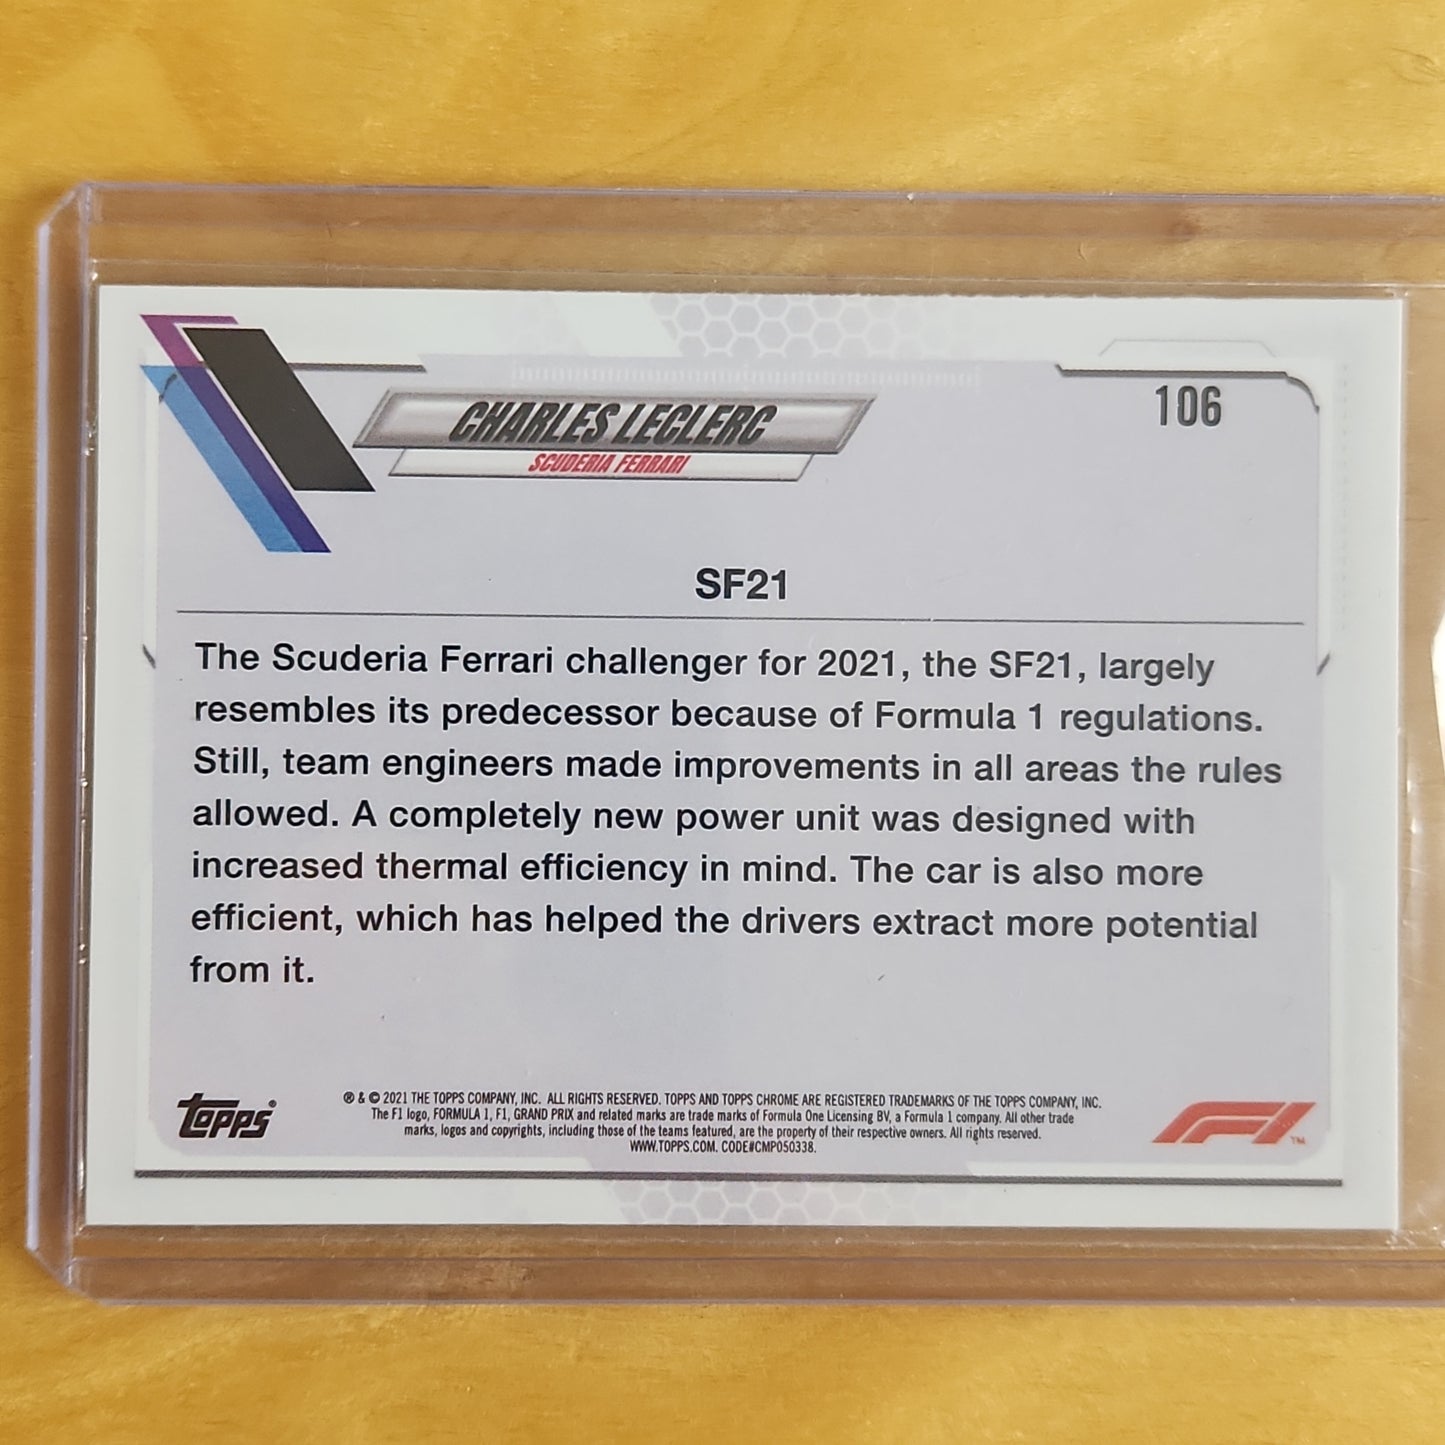 106
CHARLES LECLERC
SCUDERIA FERRARI
SF21
The Scuderia Ferrari challenger for 2021, the SF21, largely
resembles its predecessor because of Formula 1 regulations.
Still, team engineers made improvements in all areas the rules
allowed. A completely new power unit was designed with
increased thermal efficiency in mind. The car is also more
efficient, which has helped the drivers extract more potential
from it.
topps®
® & © 2021 THE TOPPS COMPANY, INC. ALL RIGHTS RESERVED. TOPPS AND TOPPS CHROME ARE REGISTERED TRADEMARKS OF THE TOPPS COMPANY, INC.
The F1 logo, FORMULA 1, F1, GRAND PRIX and related marks are trade marks of Formula One Licensing BV, a Formula 1 company. All other trade
marks, logos and copyrights, including those of the teams featured, are the property of their respective owners. All rights reserved.
WWW.TOPPS.COM. CODE#CMP050338.
F1™